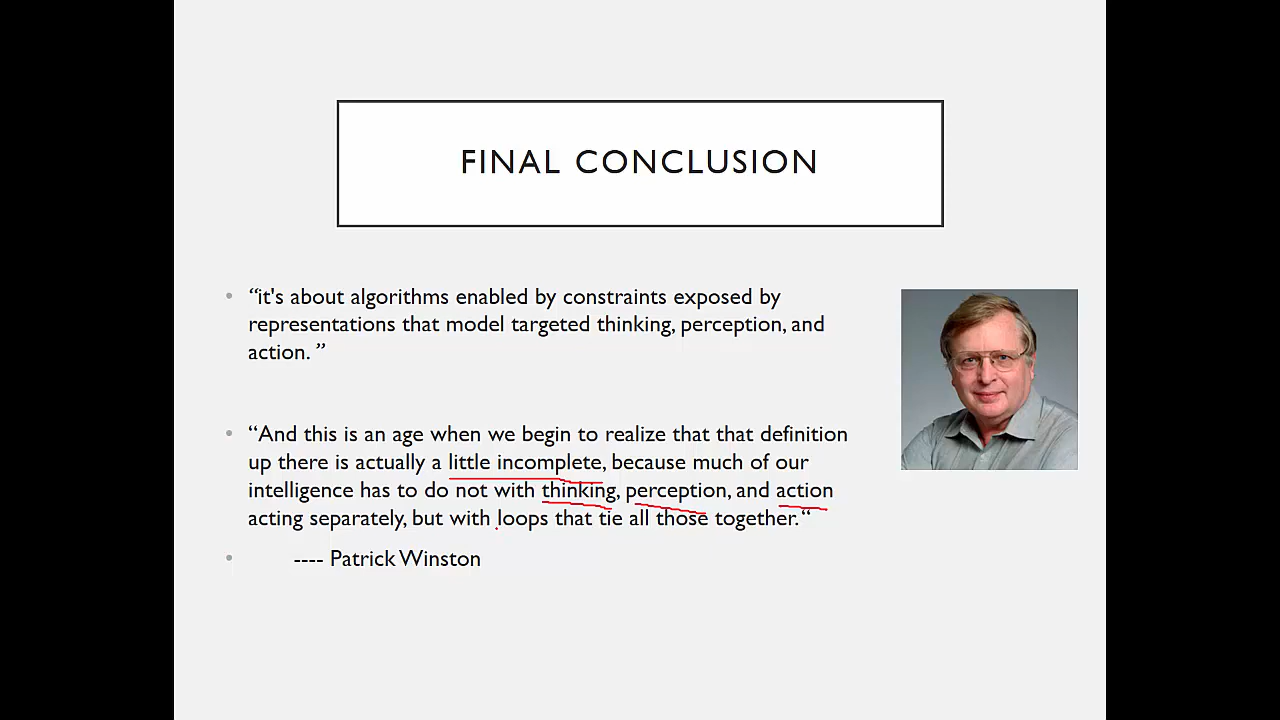 FINAL CONCLUSION
“it's about algorithms enabled by constraints exposed by
representations that model targeted thinking, perception, and
action. ”
“And this is an age when we begin to realize that that definition
up there is actually a little incomplete, because much of our
intelligence has to do not with thinking, perception, and action
acting separately, but with loops that tie all those together.“
---- Patrick Winston